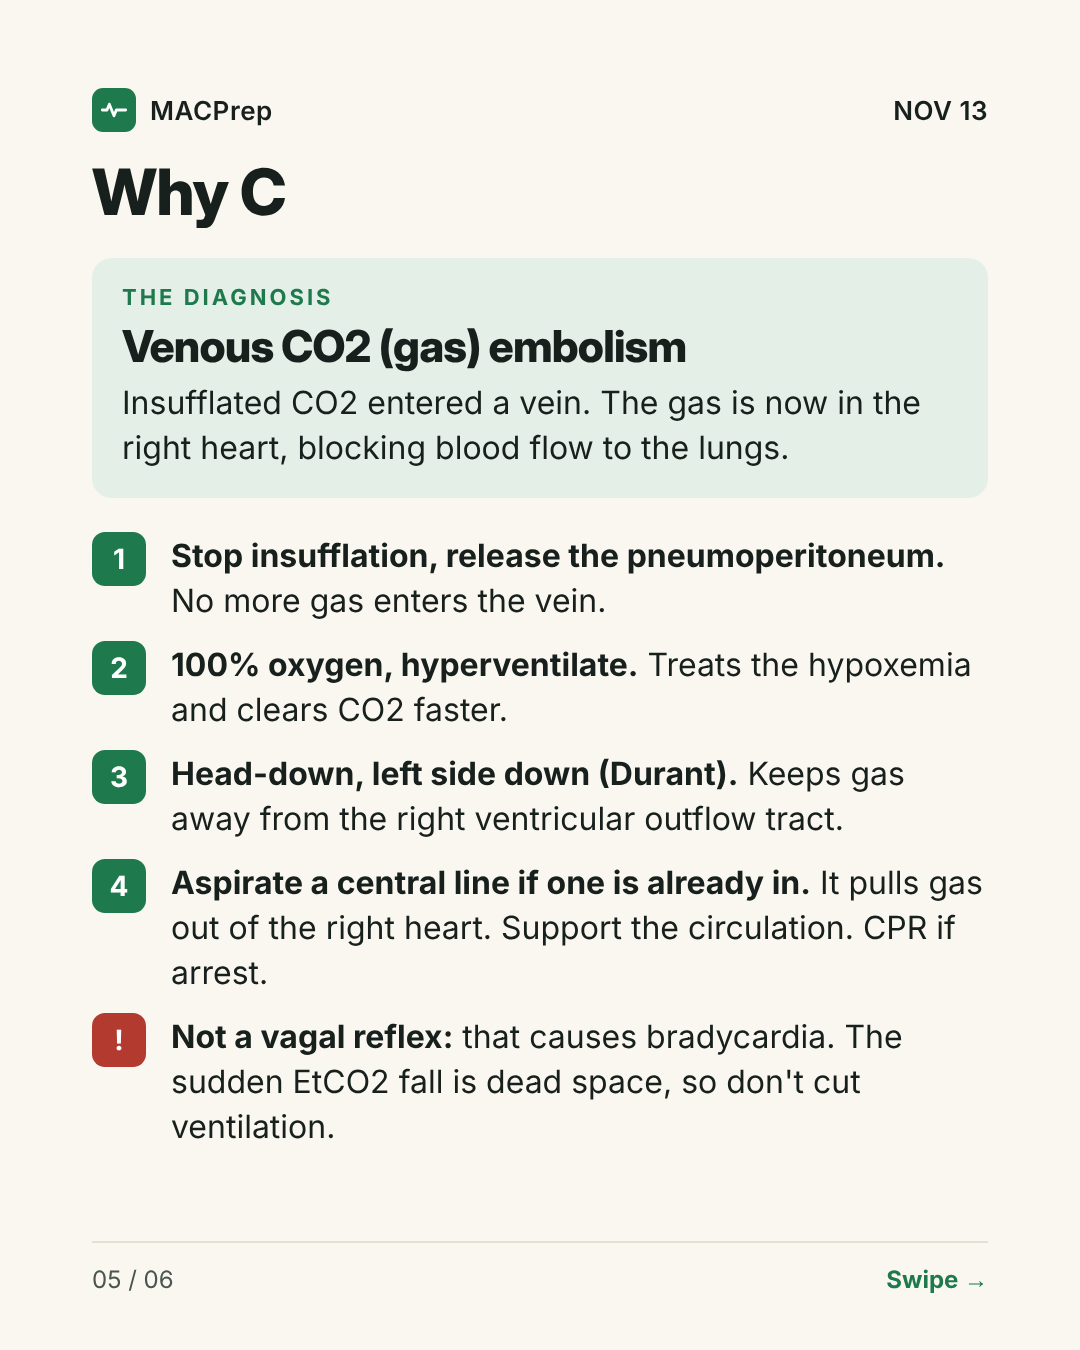 MACPrep
NOV 13
Why C
THE DIAGNOSIS
Venous CO2 (gas) embolism
Insufflated CO2 entered a vein. The gas is now in the
right heart, blocking blood flow to the lungs.
1
Stop insufflation, release the pneumoperitoneum.
No more gas enters the vein.
2
100% oxygen, hyperventilate. Treats the hypoxemia
and clears CO2 faster.
3
Head-down, left side down (Durant). Keeps gas
away from the right ventricular outflow tract.
4
Aspirate a central line if one is already in. It pulls gas
out of the right heart. Support the circulation. CPR if
arrest.
!
Not a vagal reflex: that causes bradycardia. The
sudden EtCO2 fall is dead space, so don't cut
ventilation.
05 / 06
Swipe →